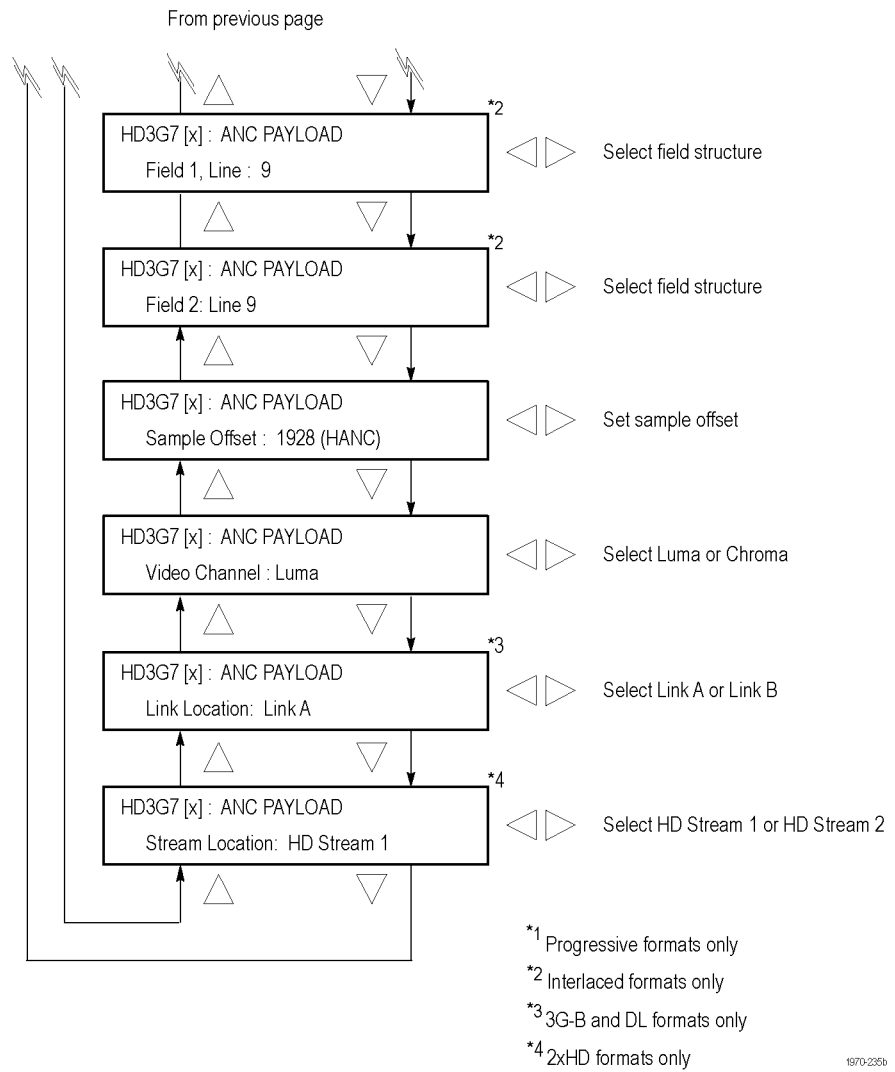 From previous page
*2
HD3G7 [x] : ANC PAYLOAD
Field 1, Line : 9
Select field structure
*2
HD3G7 [x] : ANC PAYLOAD
Field 2: Line 9
Select field structure
HD3G7 [x] : ANC PAYLOAD
Sample Offset : 1928 (HANC)
Set sample offset
HD3G7 [x] : ANC PAYLOAD
Video Channel : Luma
Select Luma or Chroma
*3
HD3G7 [x] : ANC PAYLOAD
Link Location: Link A
Select Link A or Link B
*4
HD3G7 [x] : ANC PAYLOAD
Stream Location: HD Stream 1
Select HD Stream 1 or HD Stream 2
*1 Progressive formats only
*2 Interlaced formats only
*3 3G-B and DL formats only
*4 2xHD formats only
1970-235b